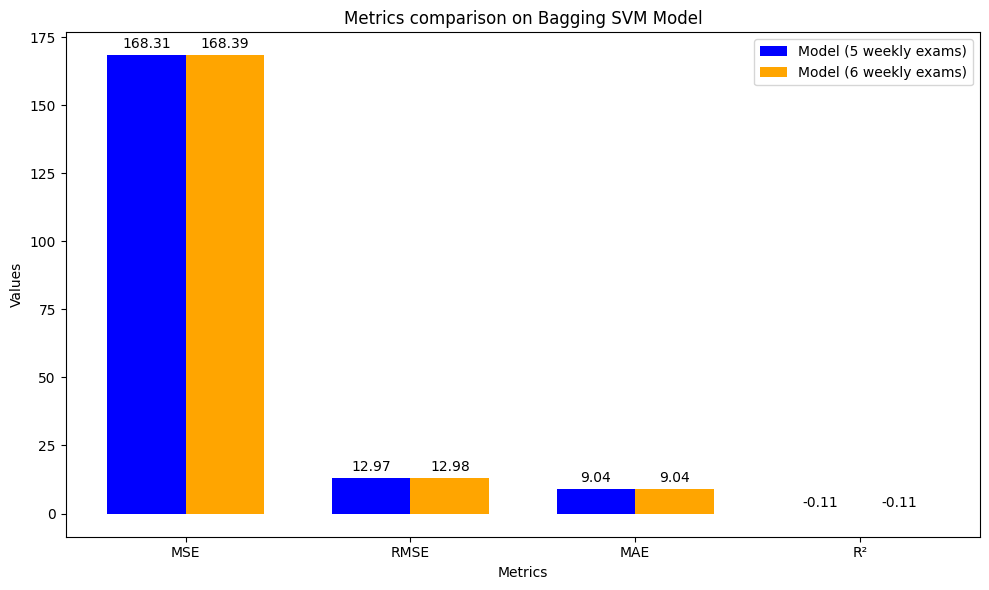 Metrics comparison on Bagging SVM Model
Model (5 weekly exams)
Model (6 weekly exams)
Values
175
150
125
100
75
50
25
0
168.31
168.39
12.97
12.98
9.04
9.04
-0.11
-0.11
MSE
RMSE
MAE
R²
Metrics